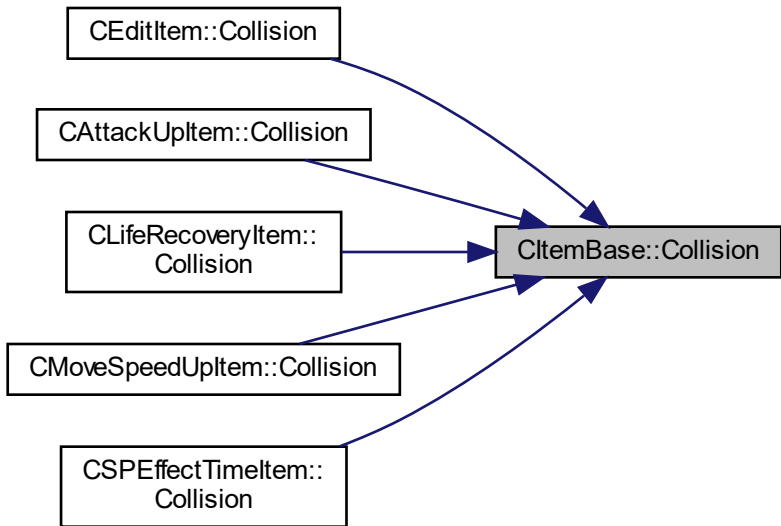 CEditItem::Collision
CAttackUpItem::Collision
CLifeRecoveryItem::
Collision
CItemBase::Collision
CMoveSpeedUpItem::Collision
CSPEffectTimeItem::
Collision